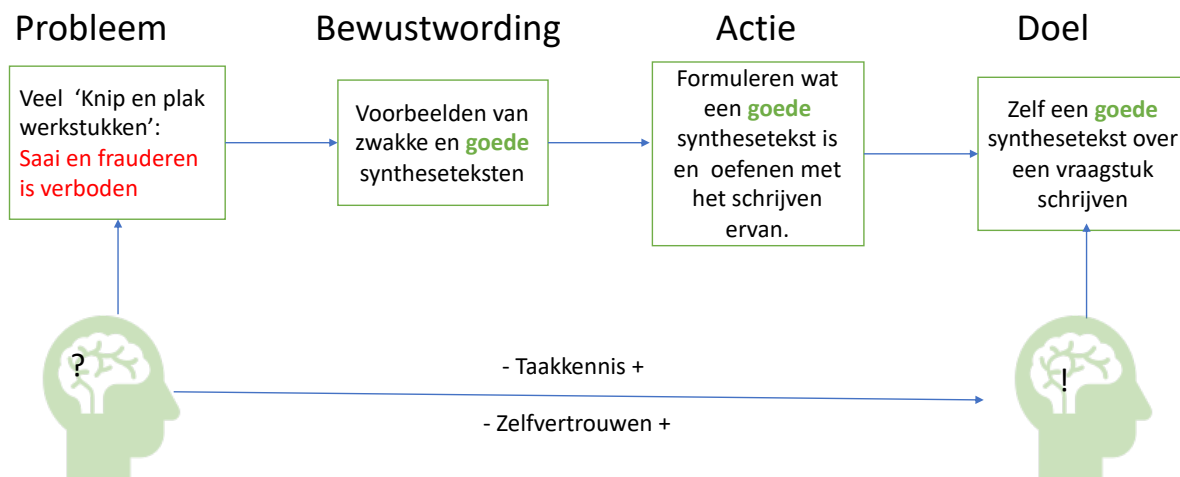 Probleem
Bewustwording
Actie
Doel
Veel 'Knip en plak
werkstukken':
Saai en frauderen
is verboden
Voorbeelden van
zwakke en goede
syntheseteksten
Formuleren wat
een goede
synthesetekst is
en oefenen met
het schrijven
ervan.
Zelf een goede
synthesetekst over
een vraagstuk
schrijven
?
- Taakkennis +
- Zelfvertrouwen +
!